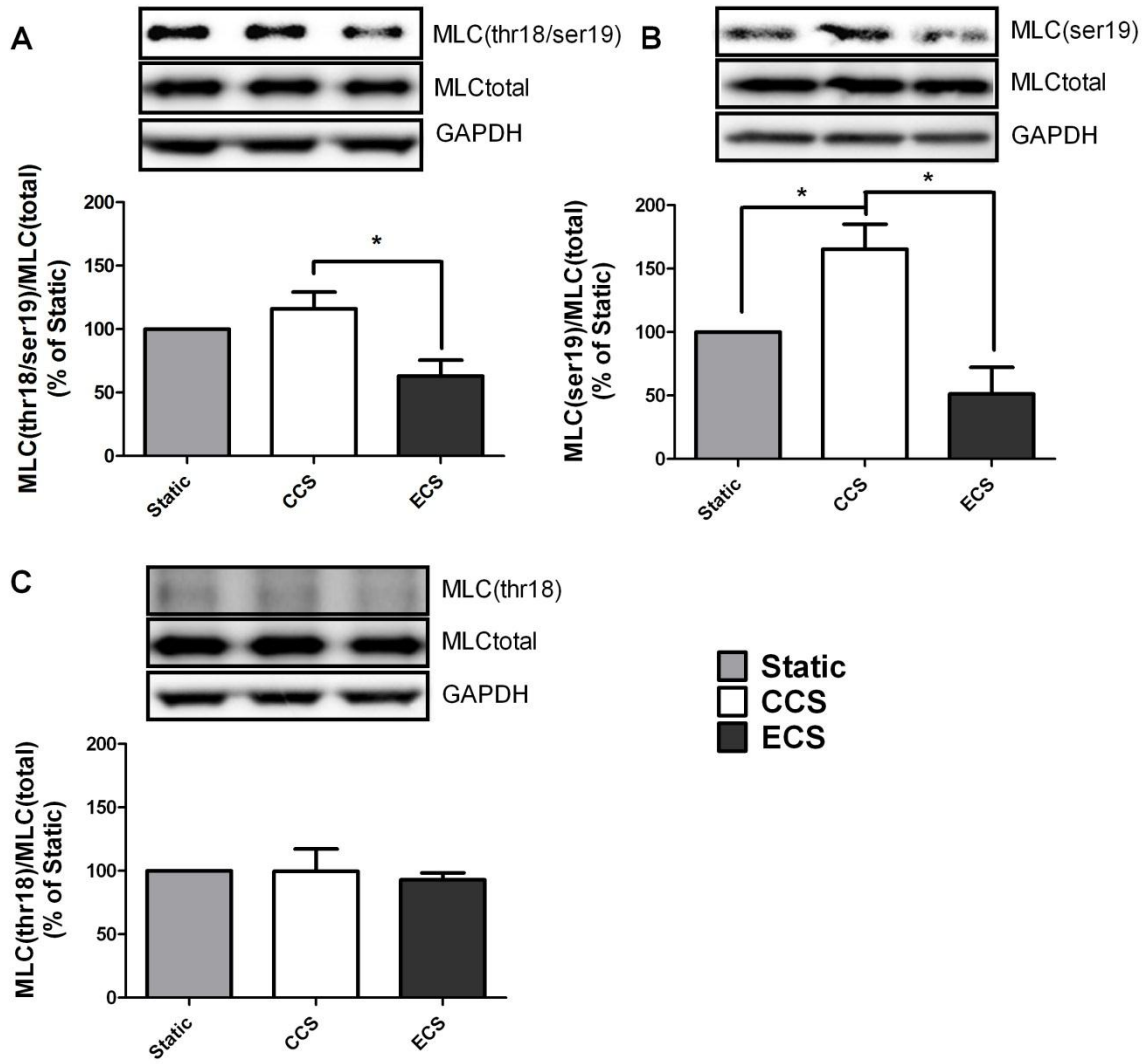 A
MLC(thr18/ser19)
MLCtotal
GAPDH
MLC(thr18/ser19)/MLC(total)
(% of Static)
200
150
100
50
0
*
Static
CCS
ECS
B
MLC(ser19)
MLCtotal
GAPDH
MLC(ser19)/MLC(total)
(% of Static)
200
150
100
50
0
*
*
Static
CCS
ECS
C
MLC(thr18)
MLCtotal
GAPDH
MLC(thr18)/MLC(total)
(% of Static)
200
150
100
50
0
Static
CCS
ECS
Static
CCS
ECS